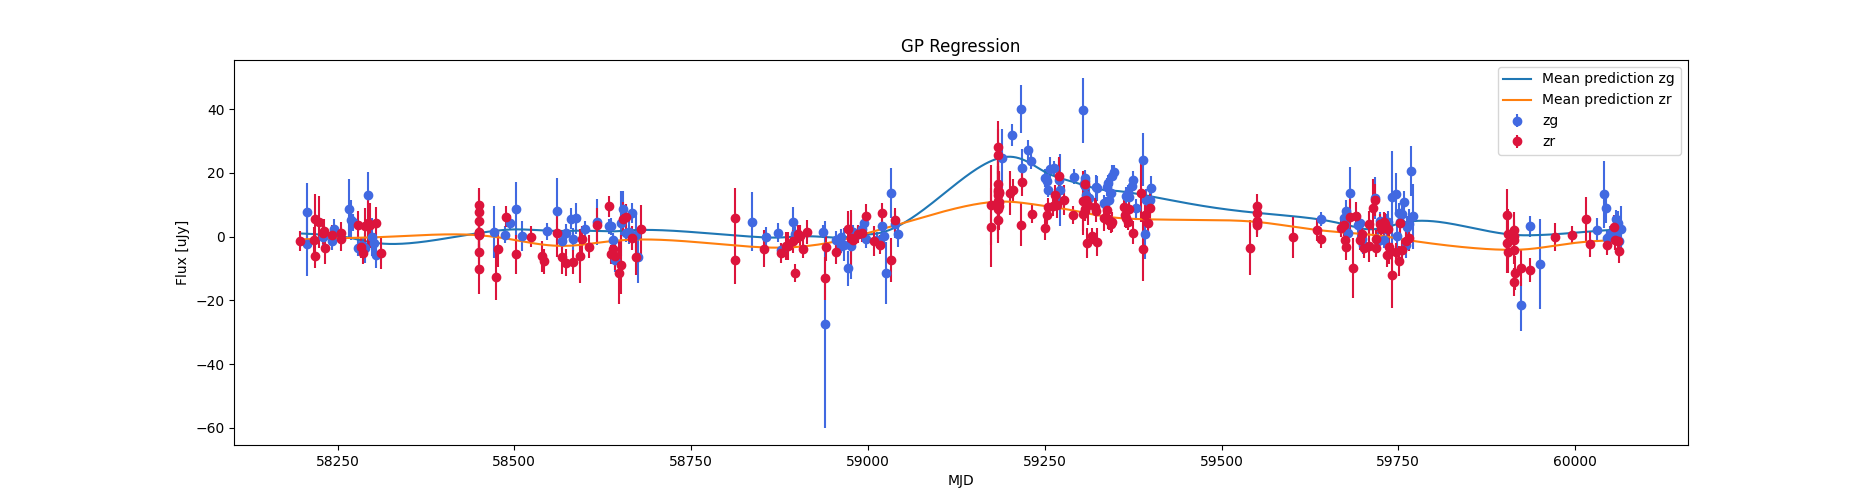 GP Regression
Mean prediction zg
Mean prediction zr
zg
zr
Flux [uJy]
40
20
0
−20
−40
−60
58250
58500
58750
59000
59250
59500
59750
60000
MJD